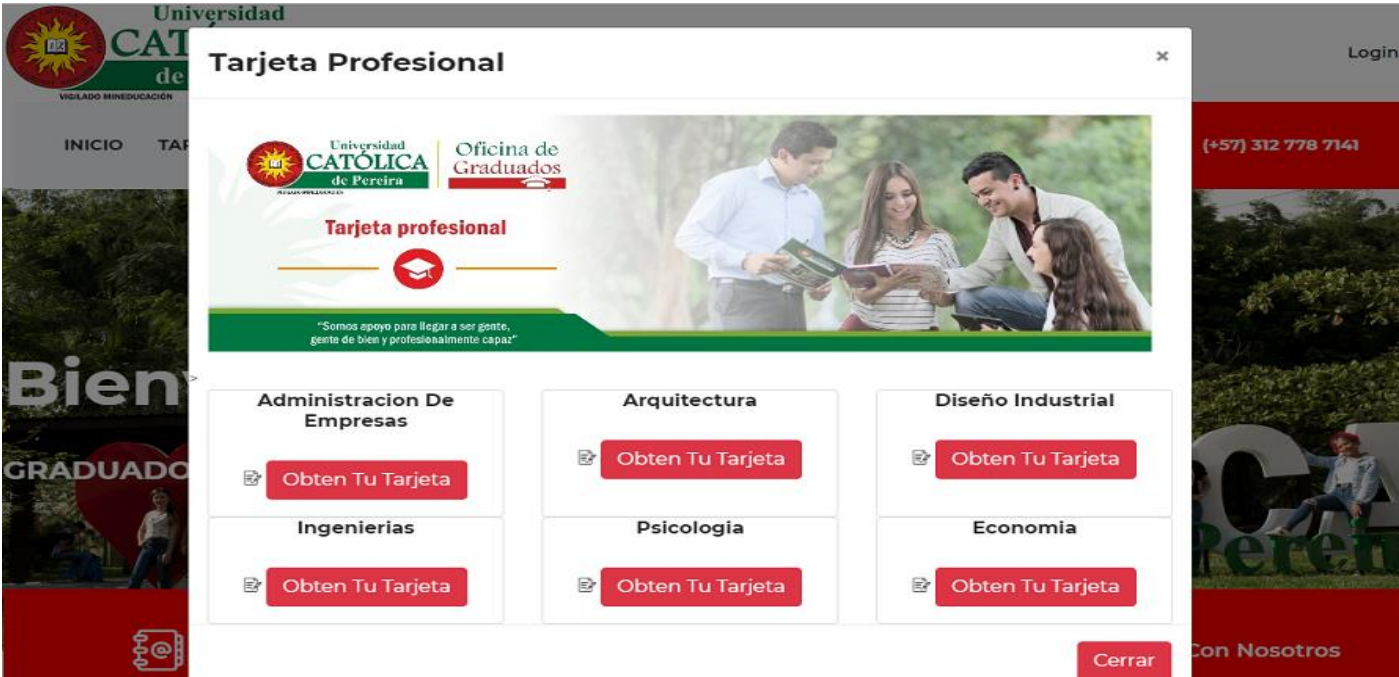 Universidad
CAT
de
VIGILADO MINEDUCACIÓN
Login
INICIO TAR
(+57) 312 778 7141
Bien
GRADUADO
Tarjeta Profesional
×
Universidad
CATÓLICA
de Pereira
Oficina de
Graduados
Tarjeta profesional
"Somos apoyo para llegar a ser gente,
gente de bien y profesionalmente capaz"
>
Administracion De
Empresas
Obten Tu Tarjeta
Arquitectura
Obten Tu Tarjeta
Diseño Industrial
Obten Tu Tarjeta
Ingenierias
Obten Tu Tarjeta
Psicologia
Obten Tu Tarjeta
Economia
Obten Tu Tarjeta
CA
Perei
Con Nosotros
Cerrar